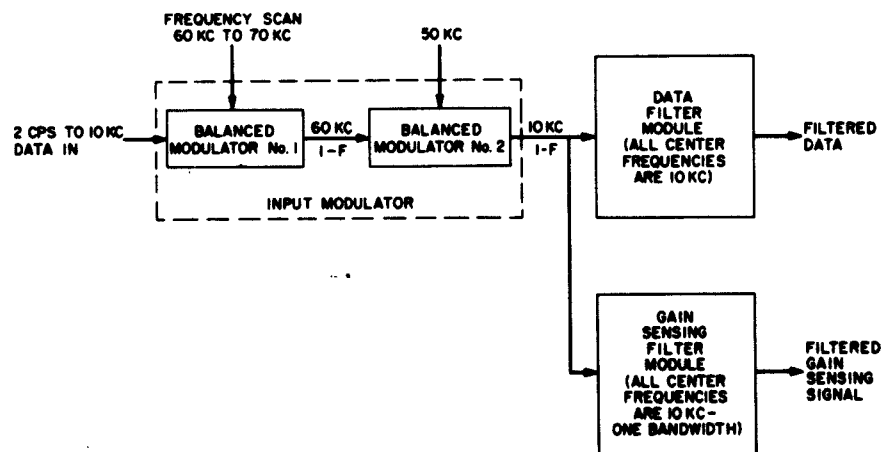 FREQUENCY SCAN
60 KC TO 70 KC
50 KC
2 CPS TO 10 KC
DATA IN
BALANCED
MODULATOR No. 1
60 KC
I-F
BALANCED
MODULATOR No. 2
10 KC
I-F
INPUT MODULATOR
DATA
FILTER
MODULE
(ALL CENTER
FREQUENCIES
ARE 10 KC)
FILTERED
DATA
GAIN
SENSING
FILTER
MODULE
(ALL CENTER
FREQUENCIES
ARE 10 KC-
ONE BANDWIDTH)
FILTERED
GAIN
SENSING
SIGNAL